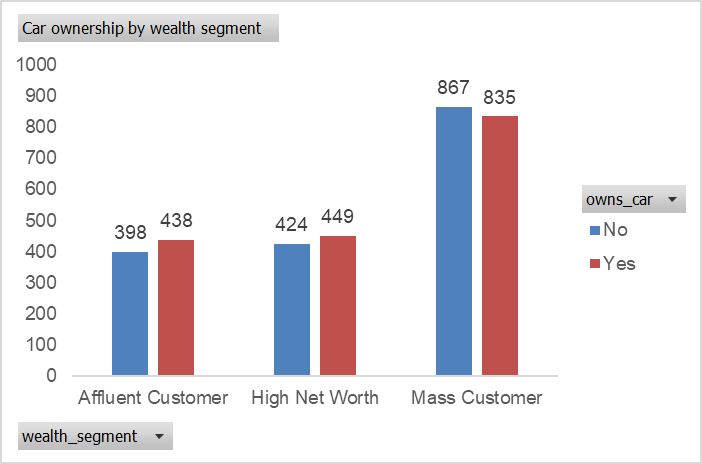 Car ownership by wealth segment
1000
900
800
700
600
500
400
300
200
100
0
398
438
424
449
867
835
Affluent Customer
High Net Worth
Mass Customer
owns_car
No
Yes
wealth_segment